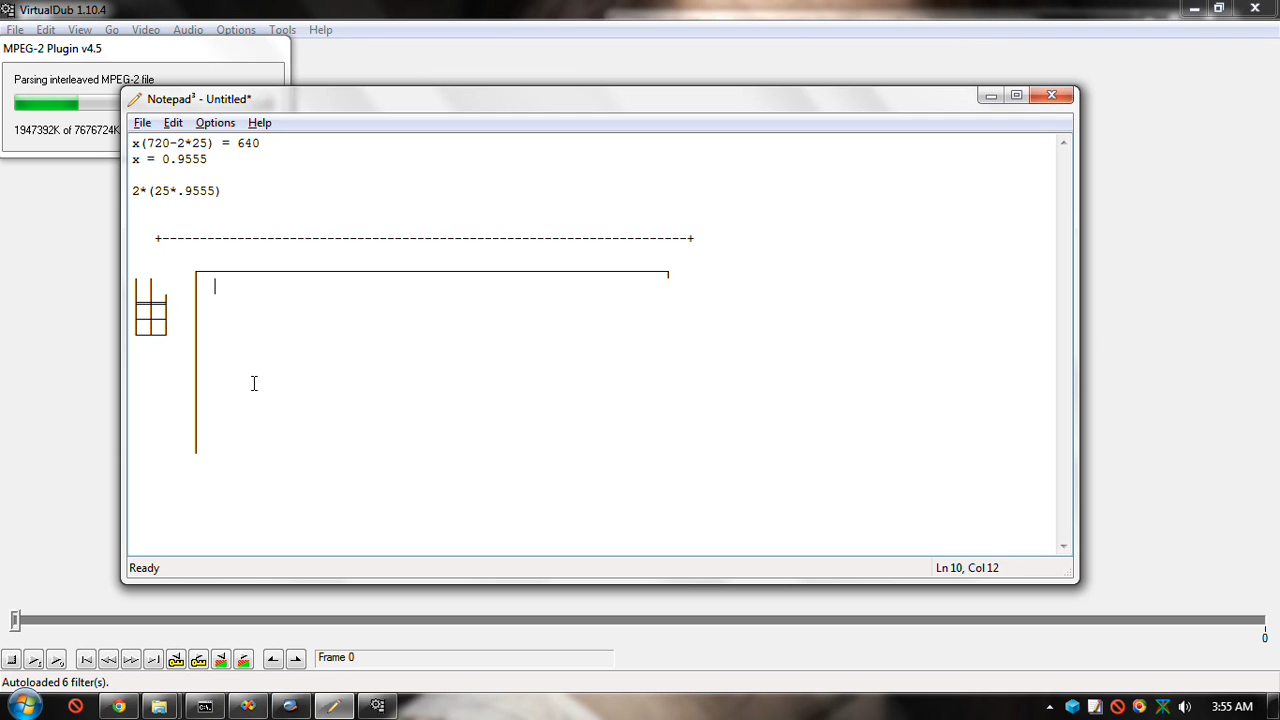 VirtualDub 1.10.4
File Edit View Go Video Audio Options Tools Help
MPEG-2 Plugin v4.5
Parsing interleaved MPEG-2 file
1947392K of 7676724K
Notepad³ - Untitled*
File Edit Options Help
x(720-2*25) = 640
x = 0.9555
2*(25*.9555)
Ready
Ln 10, Col 12
0
Frame 0
Autoloaded 6 filter(s).
3:55 AM